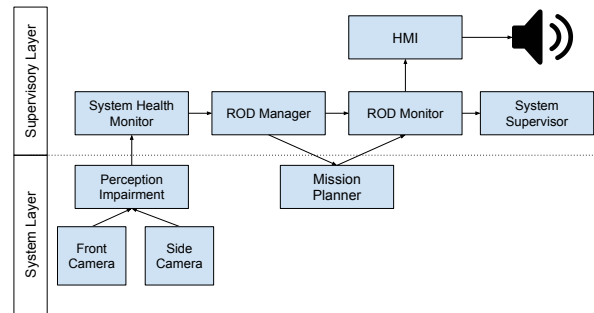 Supervisory Layer
HMI
System Health
Monitor
ROD Manager
ROD Monitor
System
Supervisor
System Layer
Perception
Impairment
Mission
Planner
Front
Camera
Side
Camera